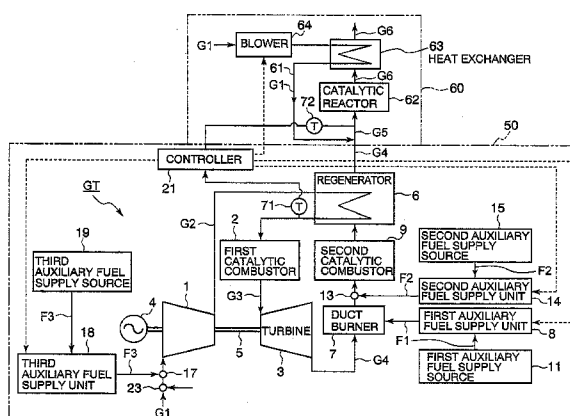 64
G1
BLOWER
G6
63
HEAT EXCHANGER
61
G1
G6
CATALYTIC
REACTOR
62
60
72
T
G5
50
G4
CONTROLLER
21
REGENERATOR
6
GT
G2
71
T
15
SECOND AUXILIARY
FUEL SUPPLY
SOURCE
19
THIRD
AUXILIARY FUEL
SUPPLY SOURCE
2
FIRST
CATALYTIC
COMBUSTOR
9
SECOND
CATALYTIC
COMBUSTOR
F2
13
F2
SECOND AUXILIARY
FUEL SUPPLY UNIT
14
F3
4
1
G3
TURBINE
5
3
DUCT
BURNER
7
G4
F1
FIRST AUXILIARY
FUEL SUPPLY UNIT
8
18
THIRD
AUXILIARY FUEL
SUPPLY UNIT
F3
17
23
G1
FIRST AUXILIARY
FUEL SUPPLY
SOURCE
11